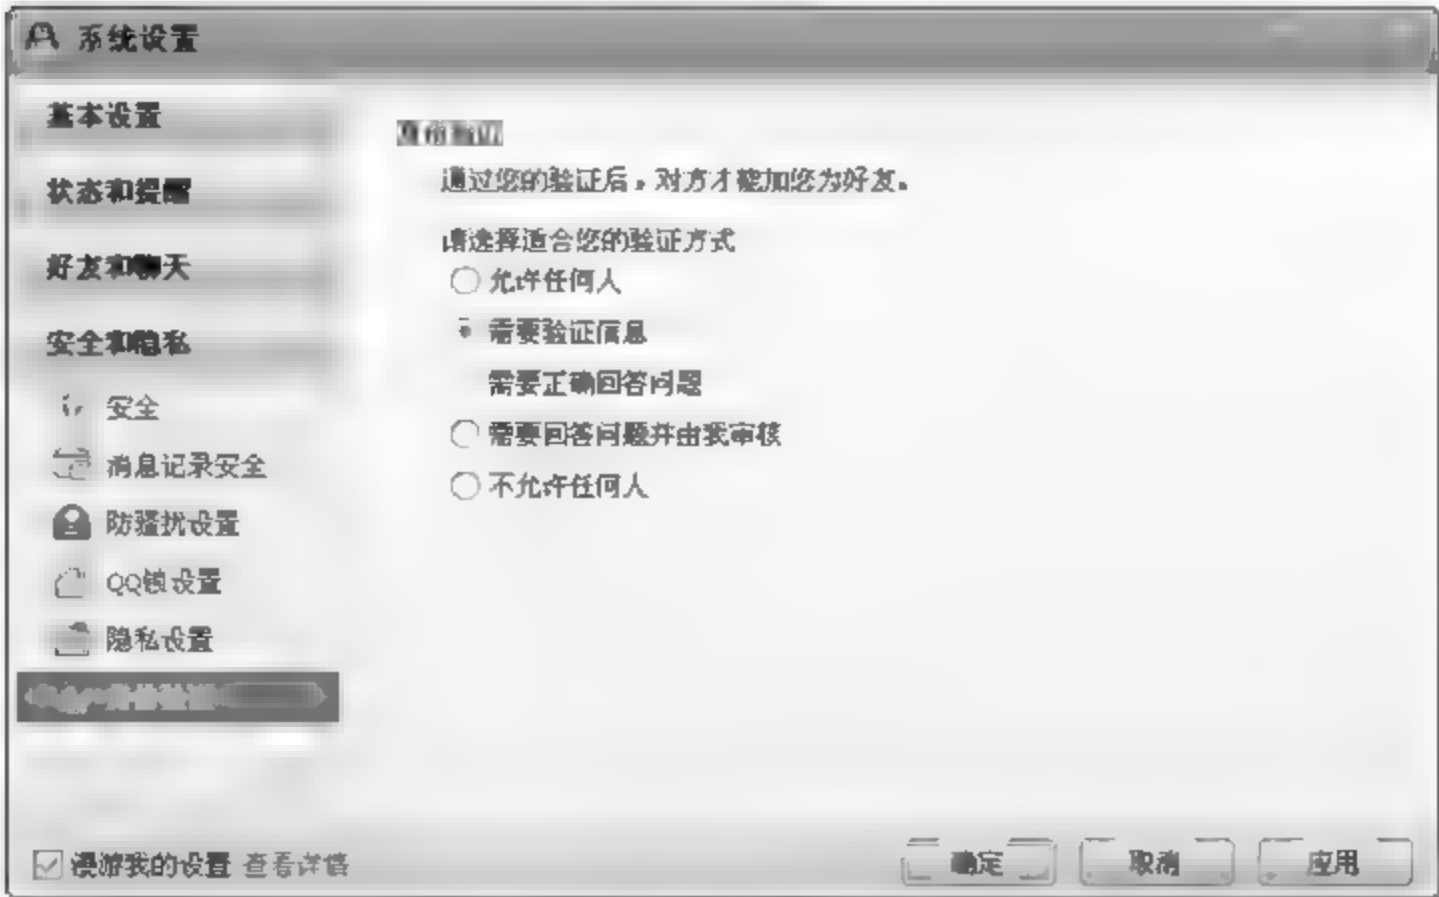 系统设置
基本设置
状态和提醒
好友和聊天
安全和隐私
安全
消息记录安全
防骚扰设置
QQ锁设置
隐私设置
身份验证
通过您的验证后，对方才能加您为好友。
请选择适合您的验证方式
允许任何人
需要验证信息
需要正确回答问题
需要回答问题并由我审核
不允许任何人
漫游我的设置 查看详情
确定
取消
应用